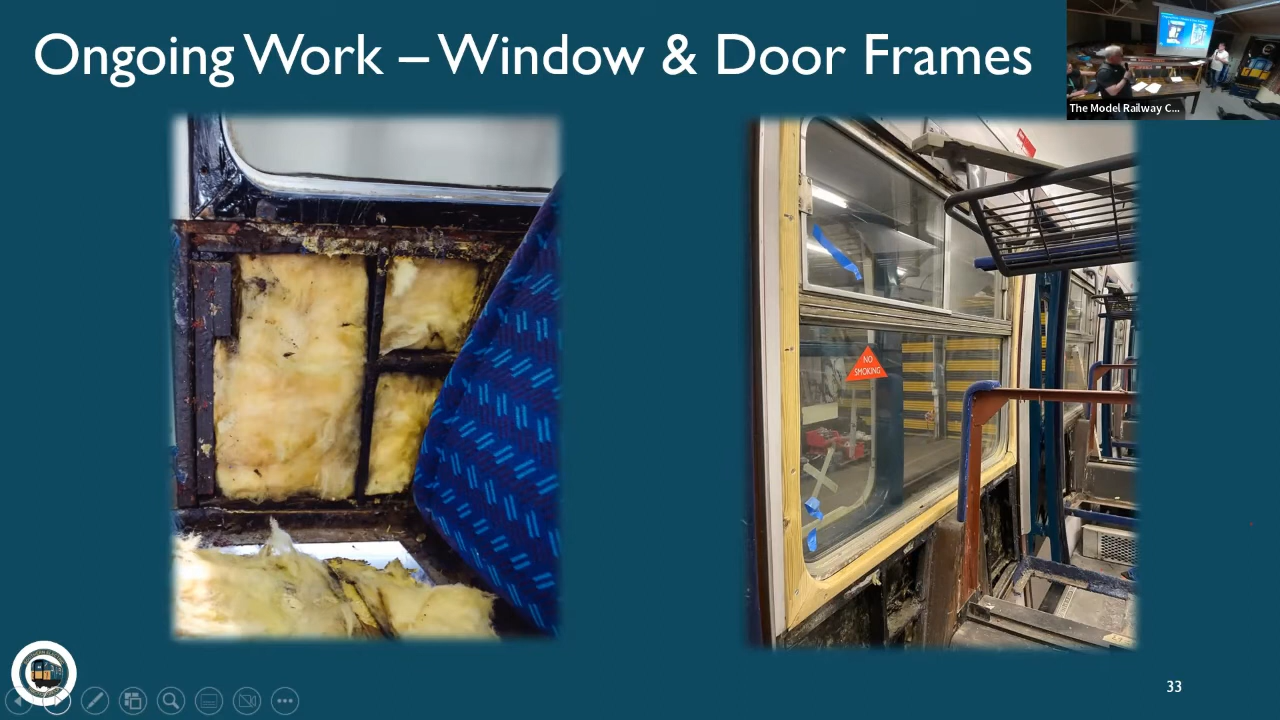 Ongoing Work – Window & Door Frames
The Model Railway C...
NO
SMOKING
33